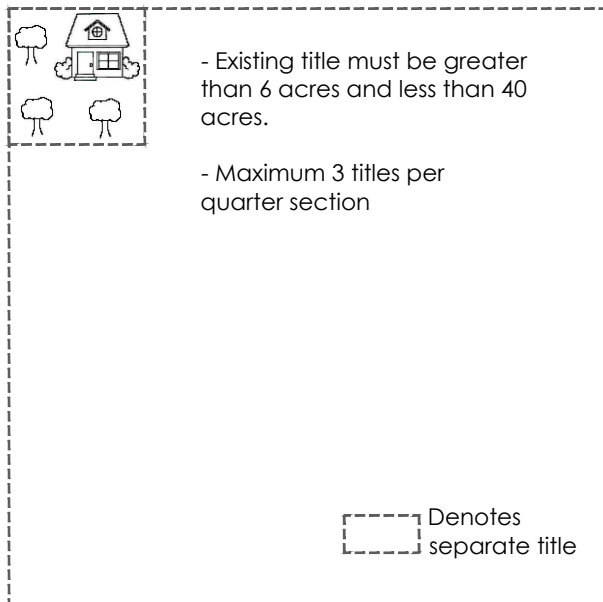 - Existing title must be greater
than 6 acres and less than 40
acres.
- Maximum 3 titles per
quarter section
Denotes
separate title